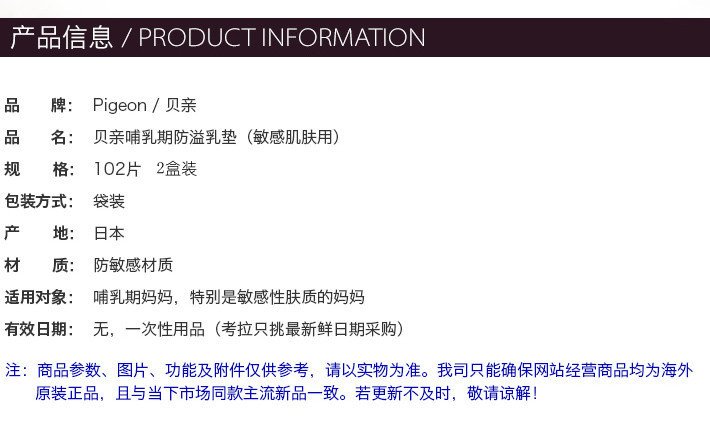 产品信息 / PRODUCT INFORMATION
品 牌： Pigeon / 贝亲
品 名： 贝亲哺乳期防溢乳垫（敏感肌肤用）
规 格： 102片 2盒装
包装方式： 袋装
产 地： 日本
材 质： 防敏感材质
适用对象： 哺乳期妈妈，特别是敏感性肤质的妈妈
有效日期： 无，一次性用品（考拉只挑最新鲜日期采购）
注：商品参数、图片、功能及附件仅供参考，请以实物为准。我司只能确保网站经营商品均为海外
原装正品，且与当下市场同款主流新品一致。若更新不及时，敬请谅解！